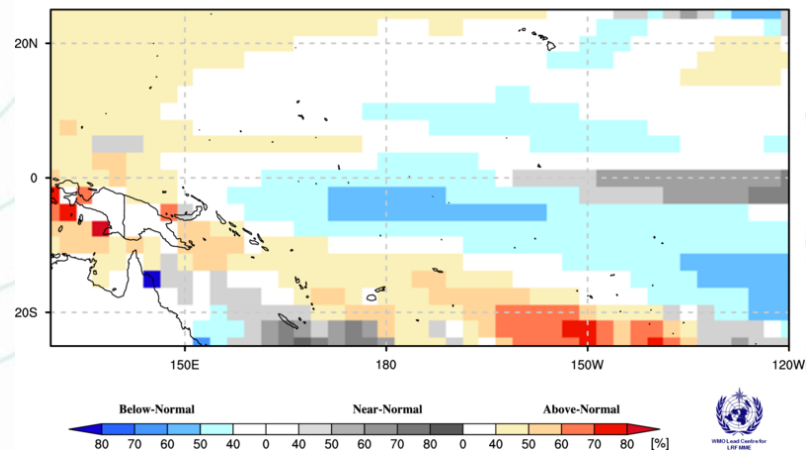 20N
0
20S
150E 180 150W 120W
Below-Normal Near-Normal Above-Normal
80 70 60 50 40 0 40 50 60 70 80 0 40 50 60 70 80 [%]
WMO Lead Centre for
LRF MME